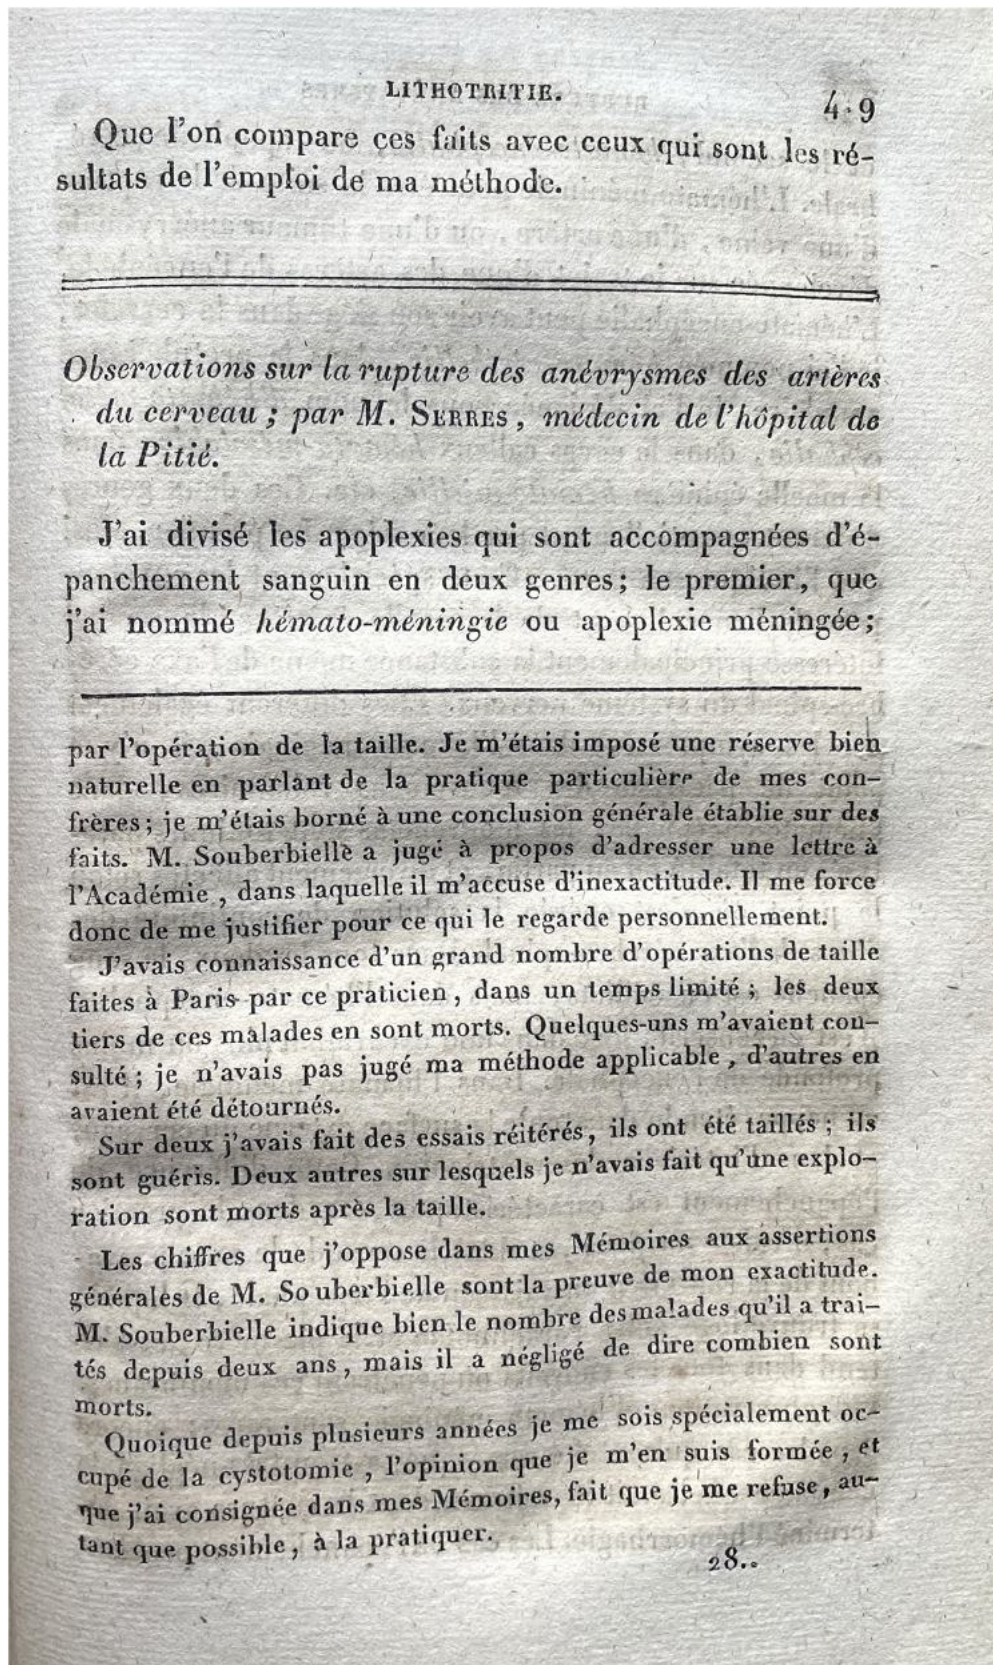 LITHOTRITIE.
4·9
Que l'on compare ces faits avec ceux qui sont les ré-
sultats de l'emploi de ma méthode.
Observations sur la rupture des anévrysmes des artères
du cerveau ; par M. SERRES, médecin de l'hôpital de
la Pitié.
J'ai divisé les apoplexies qui sont accompagnées d'é-
panchement sanguin en deux genres; le premier, que
j'ai nommé hémato-méningie ou apoplexie méningée;
par l'opération de la taille. Je m'étais imposé une réserve bien
naturelle en parlant de la pratique particulière de mes con-
frères; je m'étais borné à une conclusion générale établie sur des
faits. M. Souberbielle a jugé à propos d'adresser une lettre à
l'Académie, dans laquelle il m'accuse d'inexactitude. Il me force
donc de me justifier pour ce qui le regarde personnellement.
J'avais connaissance d'un grand nombre d'opérations de taille
faites à Paris par ce praticien, dans un temps limité ; les deux
tiers de ces malades en sont morts. Quelques-uns m'avaient con-
sulté ; je n'avais pas jugé ma méthode applicable, d'autres en
avaient été détournés.
Sur deux j'avais fait des essais réitérés, ils ont été taillés ; ils
sont guéris. Deux autres sur lesquels je n'avais fait qu'une explo-
ration sont morts après la taille.
Les chiffres que j'oppose dans mes Mémoires aux assertions
générales de M. Souberbielle sont la preuve de mon exactitude.
M. Souberbielle indique bien le nombre des malades qu'il a trai-
tés depuis deux ans, mais il a négligé de dire combien sont
morts.
Quoique depuis plusieurs années je me sois spécialement oc-
cupé de la cystotomie, l'opinion que je m'en suis formée, et
que j'ai consignée dans mes Mémoires, fait que je me refuse, au-
tant que possible, à la pratiquer.
28..